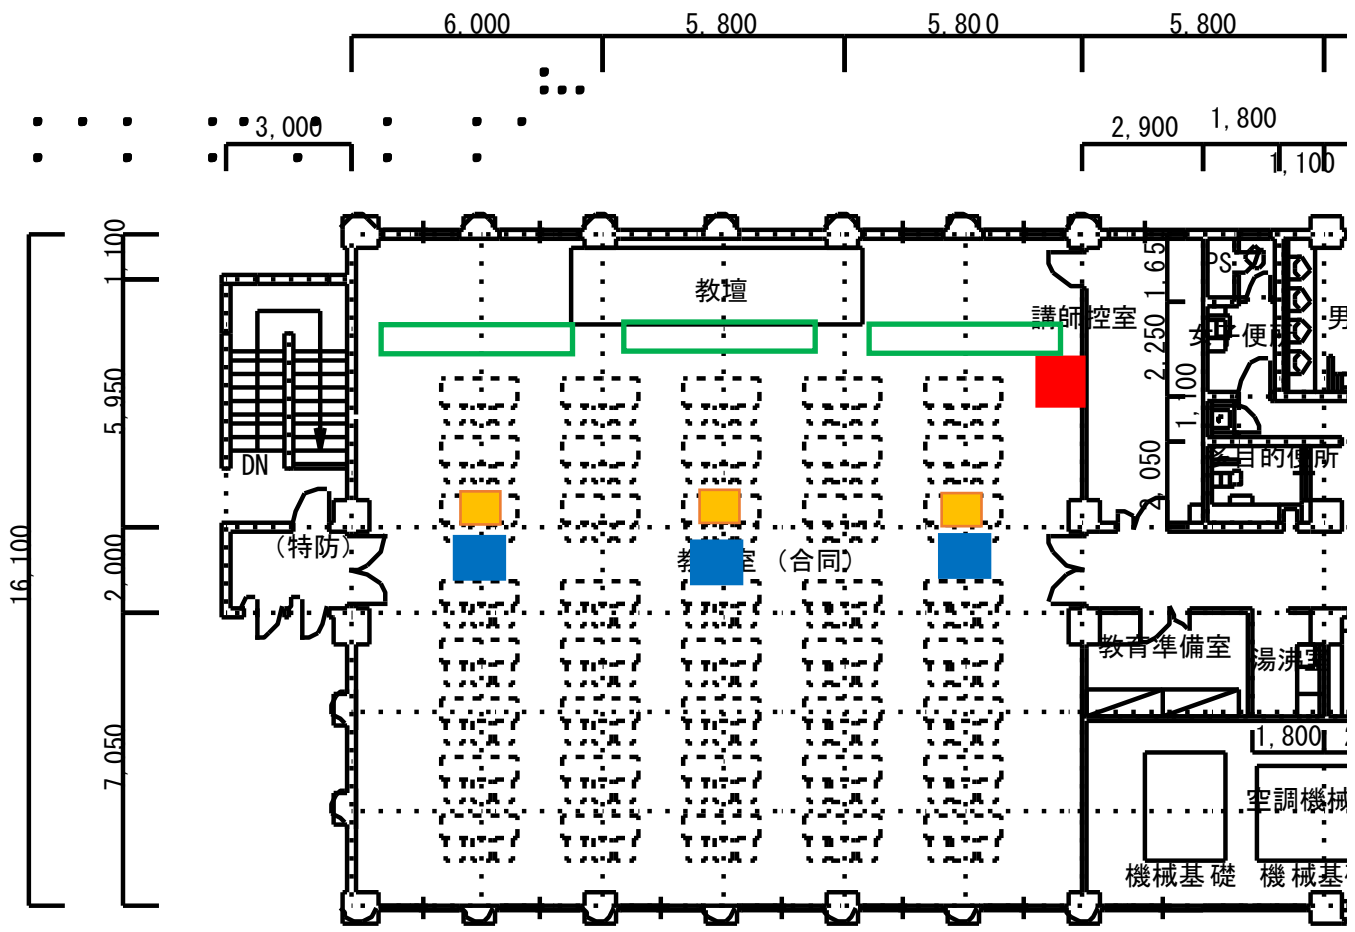 6,000
5,800
5,800
5,800
3,000
2,900
1,800
1,100
1,100
5,950
16,100
2,000
7,050
教壇
講師控室
PS
女子便所
男
1,65
2,250
1,100
2,050
多目的便所
DN
(特防)
室 (合同)
教育準備室
湯沸室
1,800
空調機械
機械基礎
機械基礎